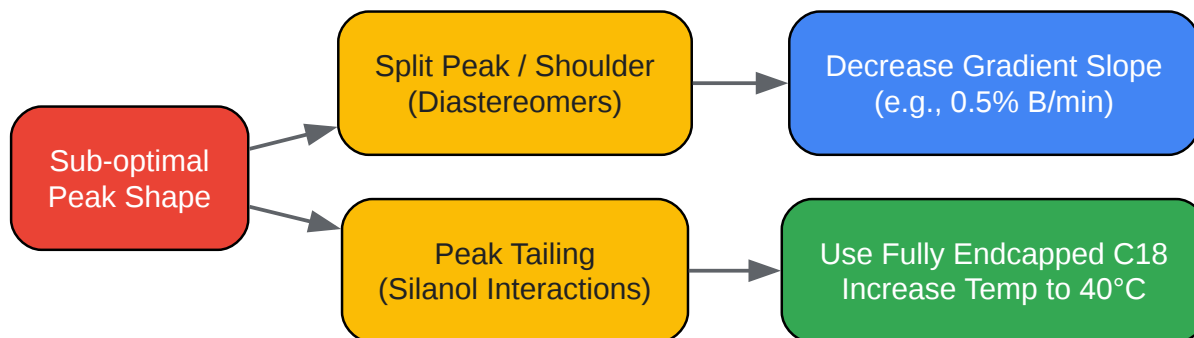 Sub-optimal
Peak Shape
Split Peak / Shoulder
(Diastereomers)
Decrease Gradient Slope
(e.g., 0.5% B/min)
Peak Tailing
(Silanol Interactions)
Use Fully Endcapped C18
Increase Temp to 40°C